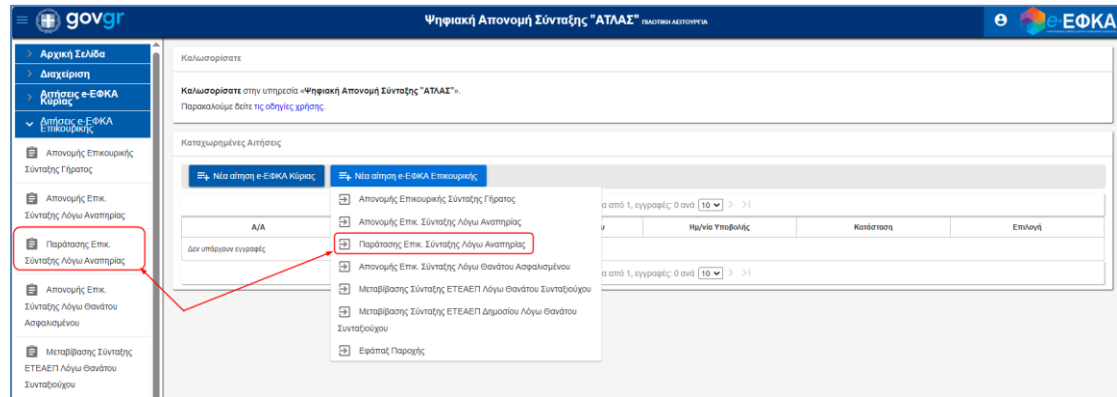 govgr
Ψηφιακή Απονομή Σύνταξης "ΑΤΛΑΣ" ΠΙΛΟΤΙΚΗ ΛΕΙΤΟΥΡΓΙΑ
e-ΕΦΚΑ
Αρχική Σελίδα
Διαχείριση
Αιτήσεις e-ΕΦΚΑ
Κύριας
Αιτήσεις e-ΕΦΚΑ
Επικουρικής
Απονομής Επικουρικής
Σύνταξης Γήρατος
Απονομής Επικ.
Σύνταξης Λόγω Αναπηρίας
Παράτασης Επικ.
Σύνταξης Λόγω Αναπηρίας
Απονομής Επικ.
Σύνταξης Λόγω Θανάτου
Ασφαλισμένου
Μεταβίβασης Σύνταξης
ΕΤΕΑΕΠ Λόγω Θανάτου
Συνταξιούχου
Καλωσορίσατε
Καλωσορίσατε στην υπηρεσία «Ψηφιακή Απονομή Σύνταξης "ΑΤΛΑΣ"».
Παρακαλούμε δείτε τις οδηγίες χρήσης.
Καταχωρημένες Αιτήσεις
Νέα αίτηση e-ΕΦΚΑ Κύριας
Νέα αίτηση e-ΕΦΚΑ Επικουρικής
Απονομής Επικουρικής Σύνταξης Γήρατος
Απονομής Επικ. Σύνταξης Λόγω Αναπηρίας
Παράτασης Επικ. Σύνταξης Λόγω Αναπηρίας
Απονομής Επικ. Σύνταξης Λόγω Θανάτου Ασφαλισμένου
Μεταβίβασης Σύνταξης ΕΤΕΑΕΠ Λόγω Θανάτου Συνταξιούχου
Μεταβίβασης Σύνταξης ΕΤΕΑΕΠ Δημοσίου Λόγω Θανάτου
Συνταξιούχου
Εφάπαξ Παροχής
α από 1, εγγραφές: 0 ανά 10
Α/Α
Ημ/νία Υποβολής
Κατάσταση
Επιλογή
Δεν υπάρχουν εγγραφές
α από 1, εγγραφές: 0 ανά 10